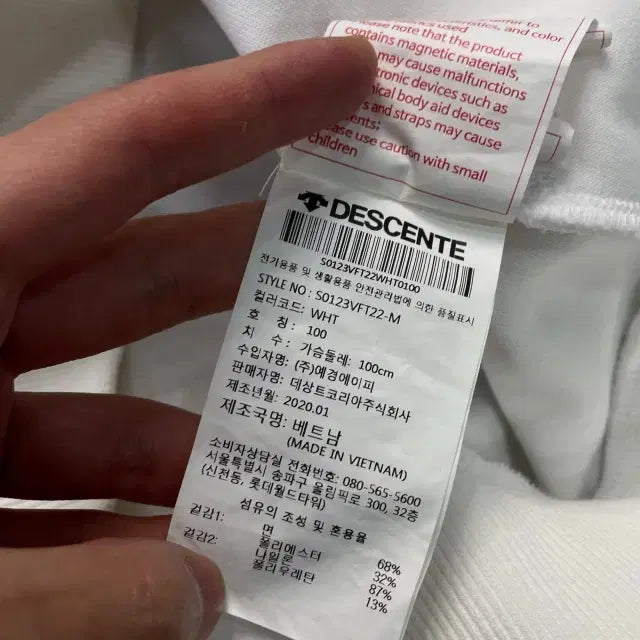 and color
Please note that the product
contains magnetic materials,
may cause malfunctions
devices such as
body aid devices
s and straps may cause
use caution with small
children
DESCENTE
S0123VFT22WHT0100
전기용품 및 생활용품 안전관리법에 의한 품질표시
STYLE NO : S0123VFT22-M
컬러코드: WHT
호 칭 : 100
치 수 : 가슴둘레: 100cm
수입자명: (주)예경에이피
판매자명: 데상트코리아주식회사
제조년월: 2020.01
제조국명: 베트남
(MADE IN VIETNAM)
소비자상담실 전화번호: 080-565-5600
서울특별시 송파구 올림픽로 300, 32층
(신천동, 롯데월드타워)
섬유의 조성 및 혼용율
겉감1: 면 68%
폴리에스터 32%
겉감2: 나일론 87%
폴리우레탄 13%